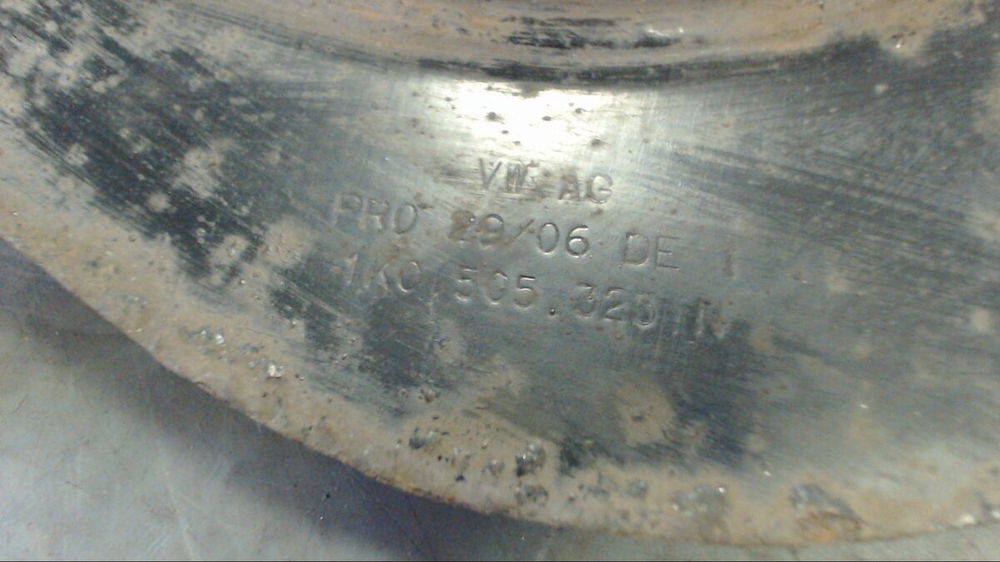 VW AG
PRO 29/06 DE
1K0.505.323 N